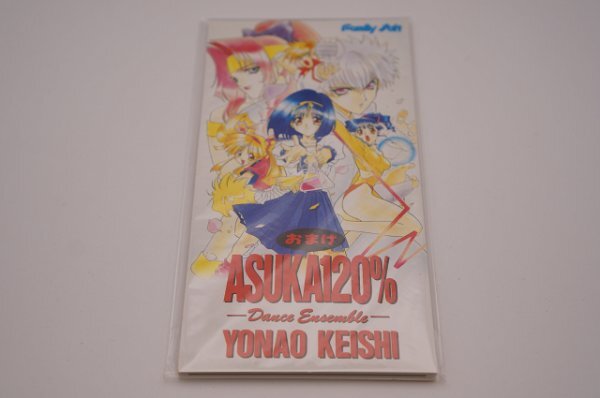 Family Soft
おまけ
ASUKA120%
-Dance Ensemble-
YONAO KEISHI